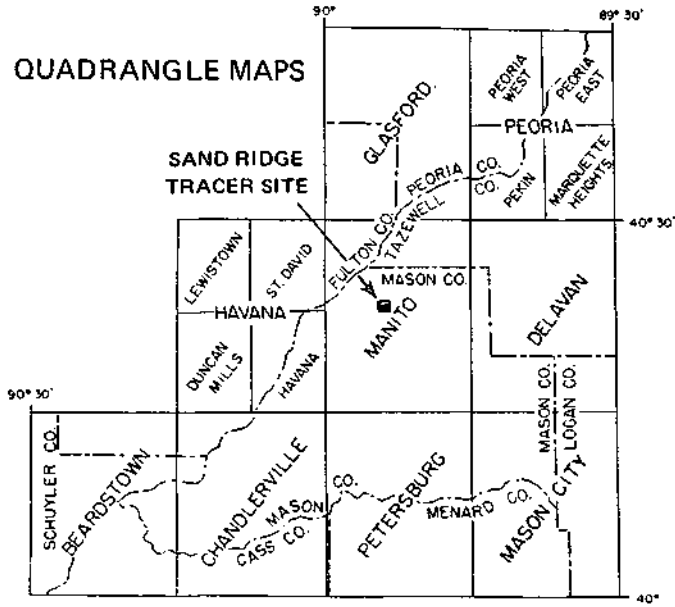 90°
89° 30'
QUADRANGLE MAPS
GLASFORD
PEORIA
WEST
PEORIA
EAST
PEORIA
SAND RIDGE
TRACER SITE
PEORIA CO.
TAZEWELL CO.
PEKIN
MARQUETTE
HEIGHTS
40° 30'
LEWISTOWN
ST. DAVID
FULTON CO.
MASON CO.
HAVANA
MANITO
DELAVAN
DUNCAN
MILLS
HAVANA
90° 30'
MASON CO.
LOGAN CO.
SCHUYLER CO.
BEARDSTOWN
CHANDLERVILLE
MASON CO.
CASS CO.
PETERSBURG
MENARD CO.
MASON CITY
40°